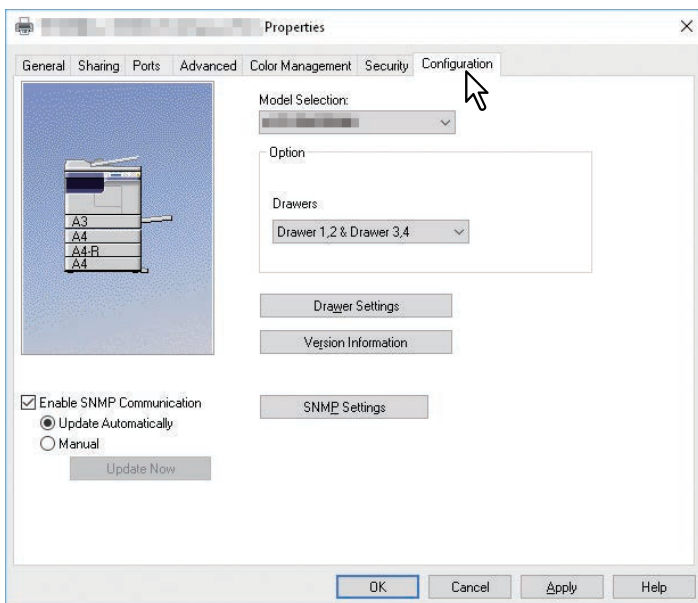 Properties
General Sharing Ports Advanced Color Management Security Configuration
Model Selection:
Option
Drawers
Drawer 1,2 & Drawer 3,4
A3
A4
A4-R
A4
Drawer Settings
Version Information
Enable SNMP Communication
SNMP Settings
Update Automatically
Manual
Update Now
OK Cancel Apply Help